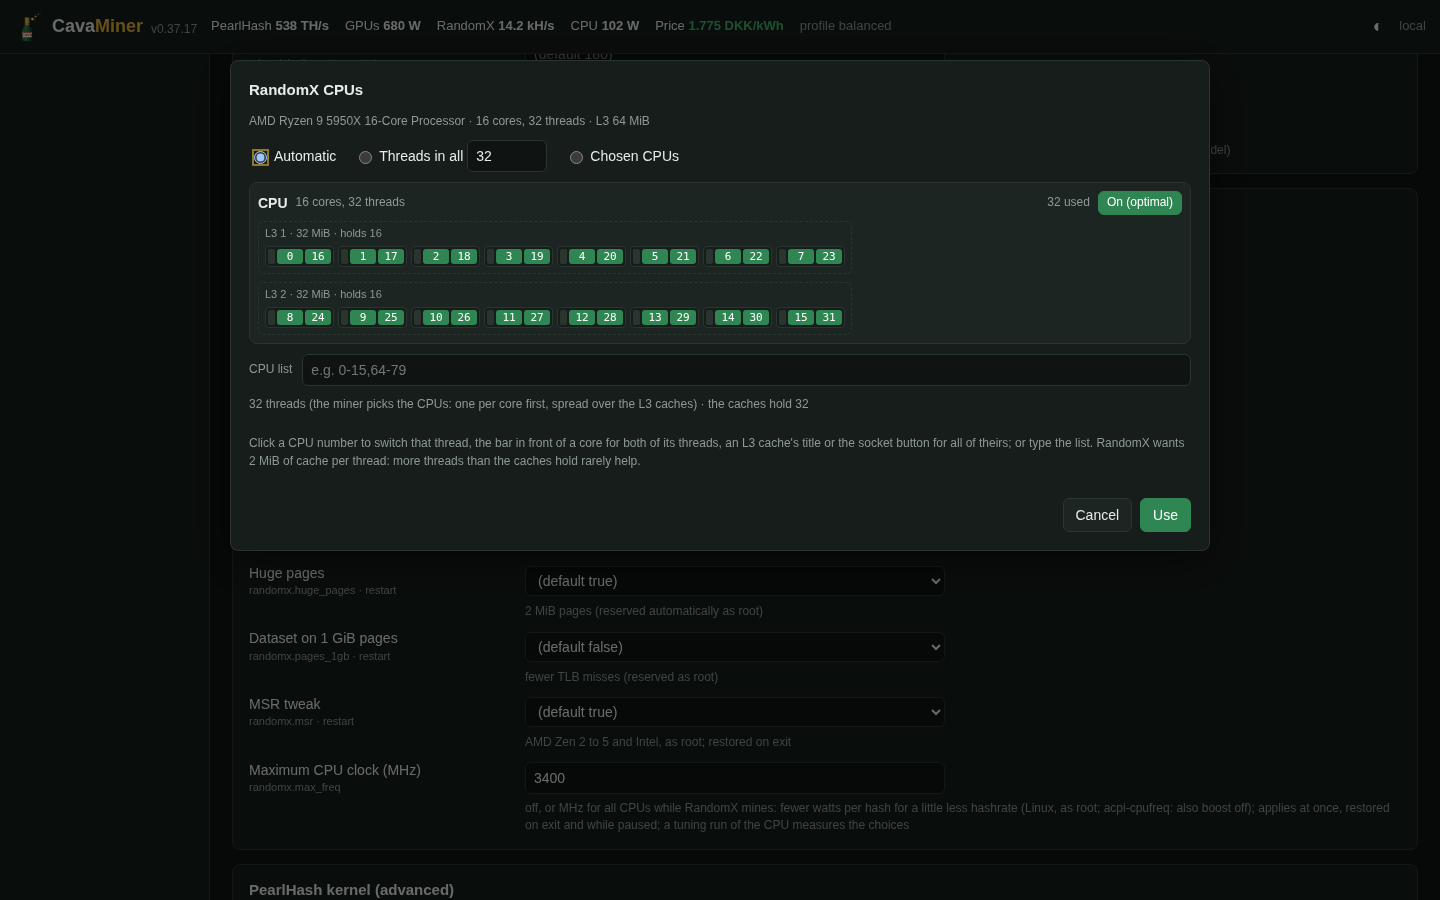 CavaMiner v0.37.17 PearlHash 538 TH/s GPUs 680 W RandomX 14.2 kH/s CPU 102 W Price 1.775 DKK/kWh profile balanced local
(default 160)
RandomX CPUs
AMD Ryzen 9 5950X 16-Core Processor · 16 cores, 32 threads · L3 64 MiB
Automatic Threads in all 32 Chosen CPUs
del)
CPU 16 cores, 32 threads 32 used On (optimal)
L3 1 · 32 MiB · holds 16
0 16 1 17 2 18 3 19 4 20 5 21 6 22 7 23
L3 2 · 32 MiB · holds 16
8 24 9 25 10 26 11 27 12 28 13 29 14 30 15 31
CPU list e.g. 0-15,64-79
32 threads (the miner picks the CPUs: one per core first, spread over the L3 caches) · the caches hold 32
Click a CPU number to switch that thread, the bar in front of a core for both of its threads, an L3 cache's title or the socket button for all of theirs; or type the list. RandomX wants
2 MiB of cache per thread: more threads than the caches hold rarely help.
Cancel Use
Huge pages (default true)
randomx.huge_pages · restart
2 MiB pages (reserved automatically as root)
Dataset on 1 GiB pages (default false)
randomx.pages_1gb · restart
fewer TLB misses (reserved as root)
MSR tweak (default true)
randomx.msr · restart
AMD Zen 2 to 5 and Intel, as root; restored on exit
Maximum CPU clock (MHz) 3400
randomx.max_freq
off, or MHz for all CPUs while RandomX mines: fewer watts per hash for a little less hashrate (Linux, as root; acpi-cpufreq: also boost off); applies at once, restored
on exit and while paused; a tuning run of the CPU measures the choices
PearlHash kernel (advanced)